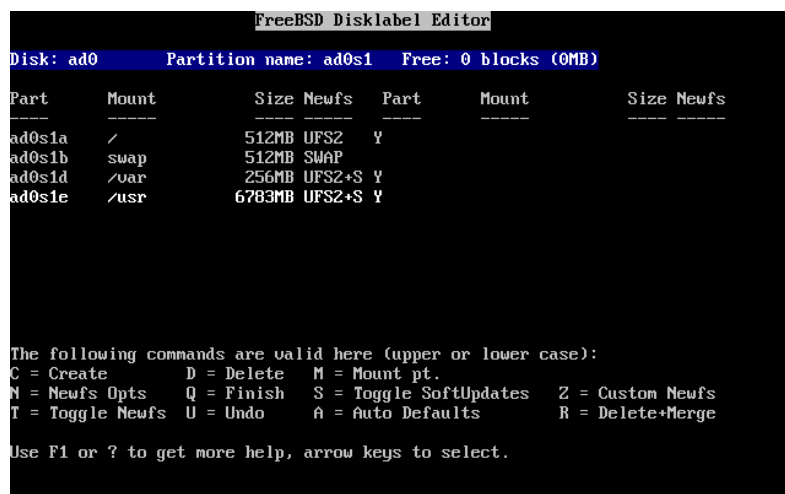 FreeBSD Disklabel Editor
Disk: ad0 Partition name: ad0s1 Free: 0 blocks (0MB)
Part Mount Size Newfs Part Mount Size Newfs
---- ----- ---- ----- ---- ----- ---- -----
ad0s1a / 512MB UFS2 Y
ad0s1b swap 512MB SWAP
ad0s1d /var 256MB UFS2+S Y
ad0s1e /usr 6783MB UFS2+S Y
The following commands are valid here (upper or lower case):
C = Create D = Delete M = Mount pt.
N = Newfs Opts Q = Finish S = Toggle SoftUpdates Z = Custom Newfs
T = Toggle Newfs U = Undo A = Auto Defaults R = Delete+Merge
Use F1 or ? to get more help, arrow keys to select.